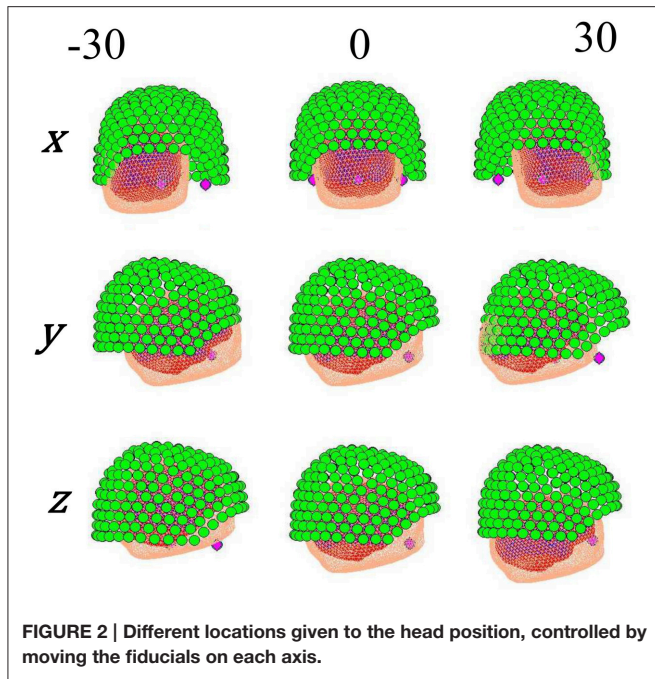 -30 0 30
x
y
z
FIGURE 2 | Different locations given to the head position, controlled by
moving the fiducials on each axis.